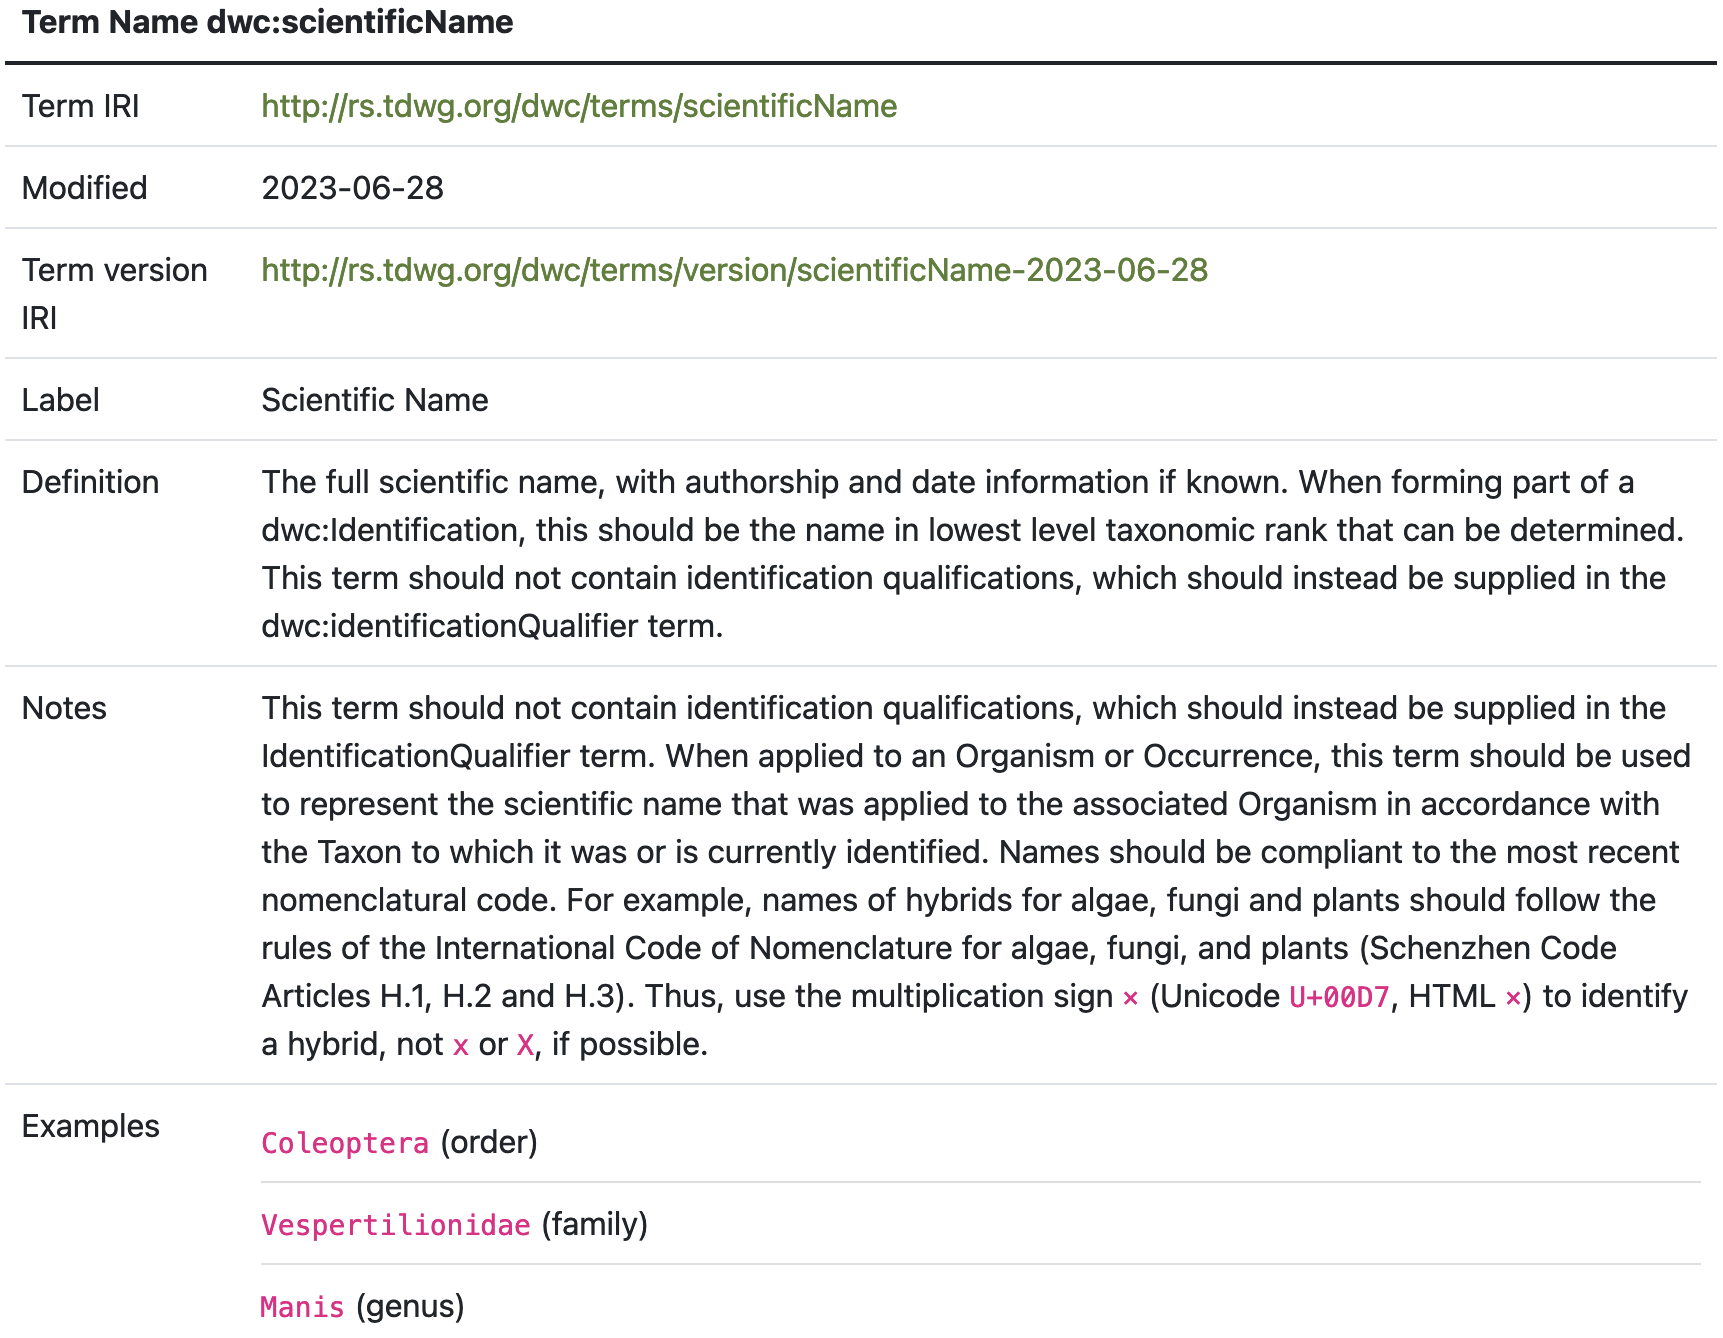 Term Name dwc:scientificName
Term IRI http://rs.tdwg.org/dwc/terms/scientificName
Modified 2023-06-28
Term version IRI http://rs.tdwg.org/dwc/terms/version/scientificName-2023-06-28
Label Scientific Name
Definition The full scientific name, with authorship and date information if known. When forming part of a
dwc:Identification, this should be the name in lowest level taxonomic rank that can be determined.
This term should not contain identification qualifications, which should instead be supplied in the
dwc:identificationQualifier term.
Notes This term should not contain identification qualifications, which should instead be supplied in the
IdentificationQualifier term. When applied to an Organism or Occurrence, this term should be used
to represent the scientific name that was applied to the associated Organism in accordance with
the Taxon to which it was or is currently identified. Names should be compliant to the most recent
nomenclatural code. For example, names of hybrids for algae, fungi and plants should follow the
rules of the International Code of Nomenclature for algae, fungi, and plants (Schenzhen Code
Articles H.1, H.2 and H.3). Thus, use the multiplication sign × (Unicode U+00D7, HTML ×) to identify
a hybrid, not x or X, if possible.
Examples Coleoptera (order)
Vespertilionidae (family)
Manis (genus)